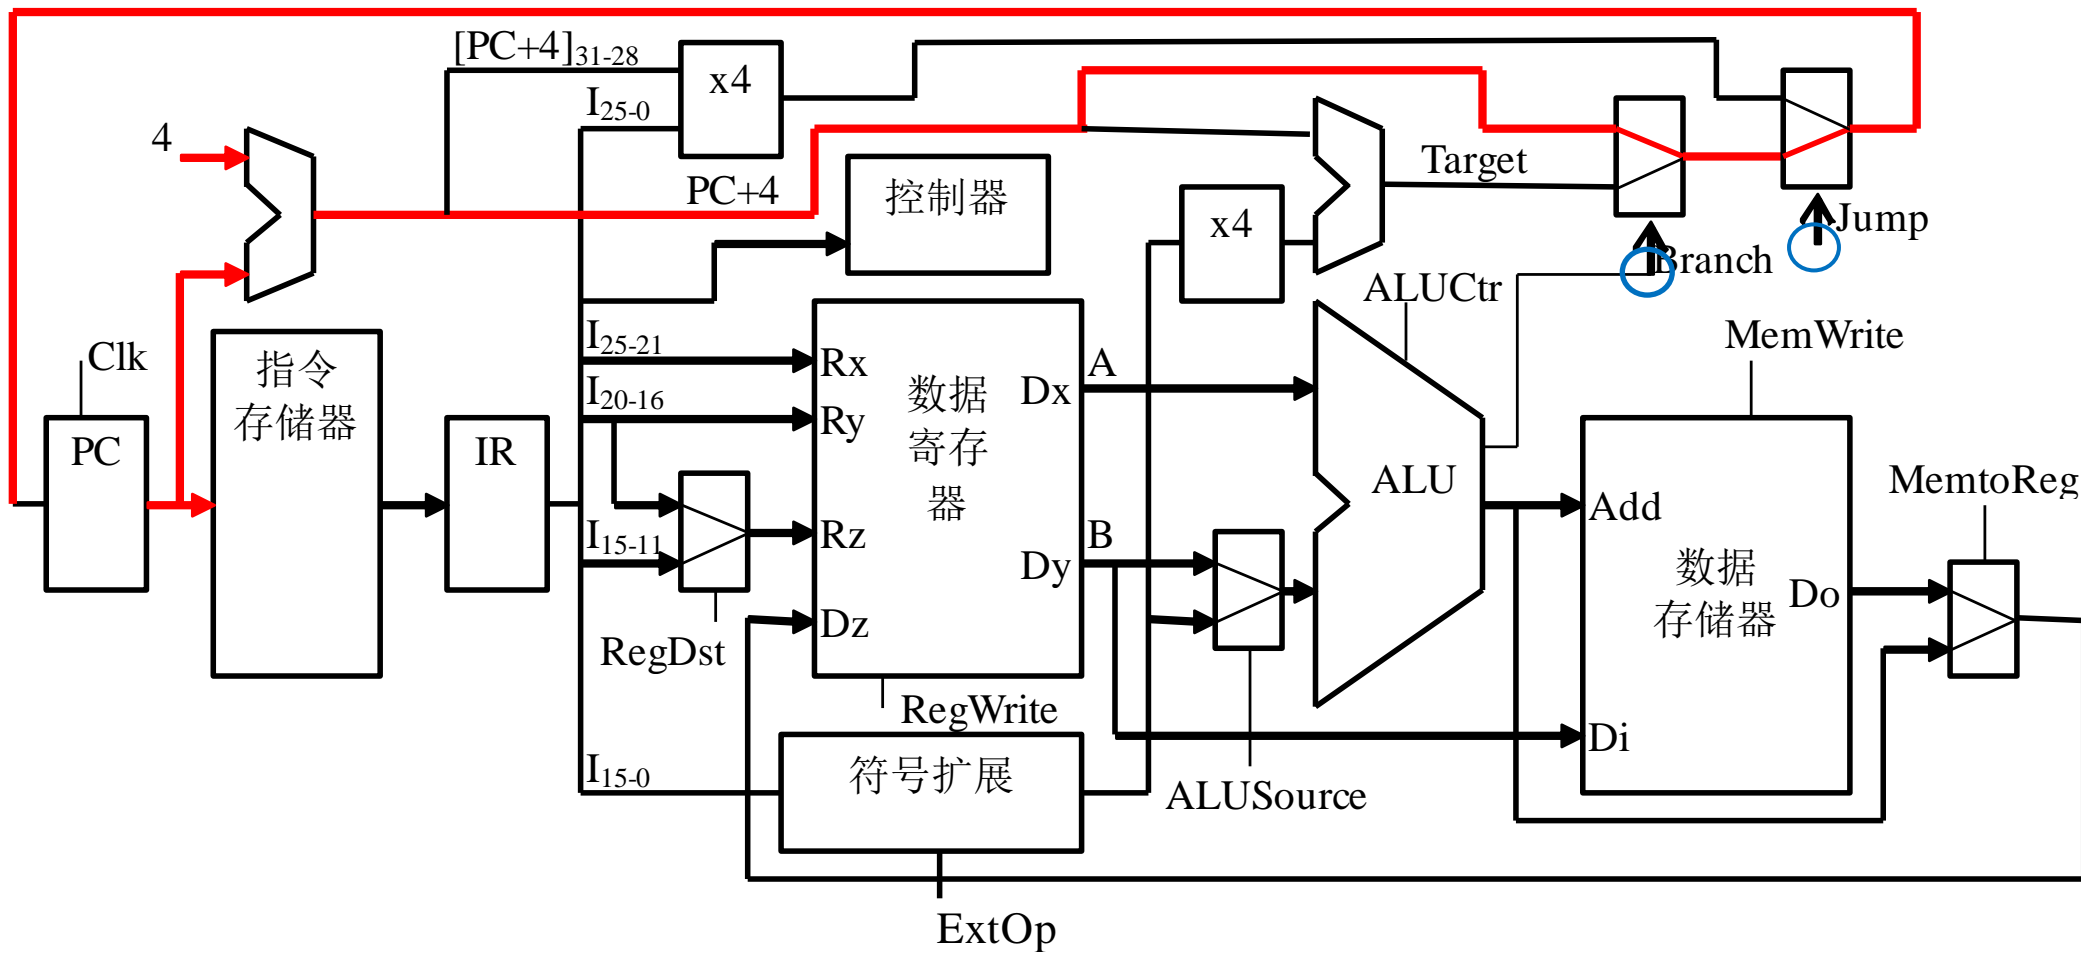 [PC+4]31-28
x4
I25-0
4
PC+4
控制器
Target
x4
Jump
Branch
ALUCtr
Clk
指令
存储器
I25-21
Rx
A
MemWrite
I20-16
Ry
数据
寄存
器
Dx
PC
IR
ALU
MemtoReg
Add
I15-11
Rz
B
Dy
数据
存储器
Do
Dz
RegDst
RegWrite
Di
I15-0
符号扩展
ALUSource
ExtOp